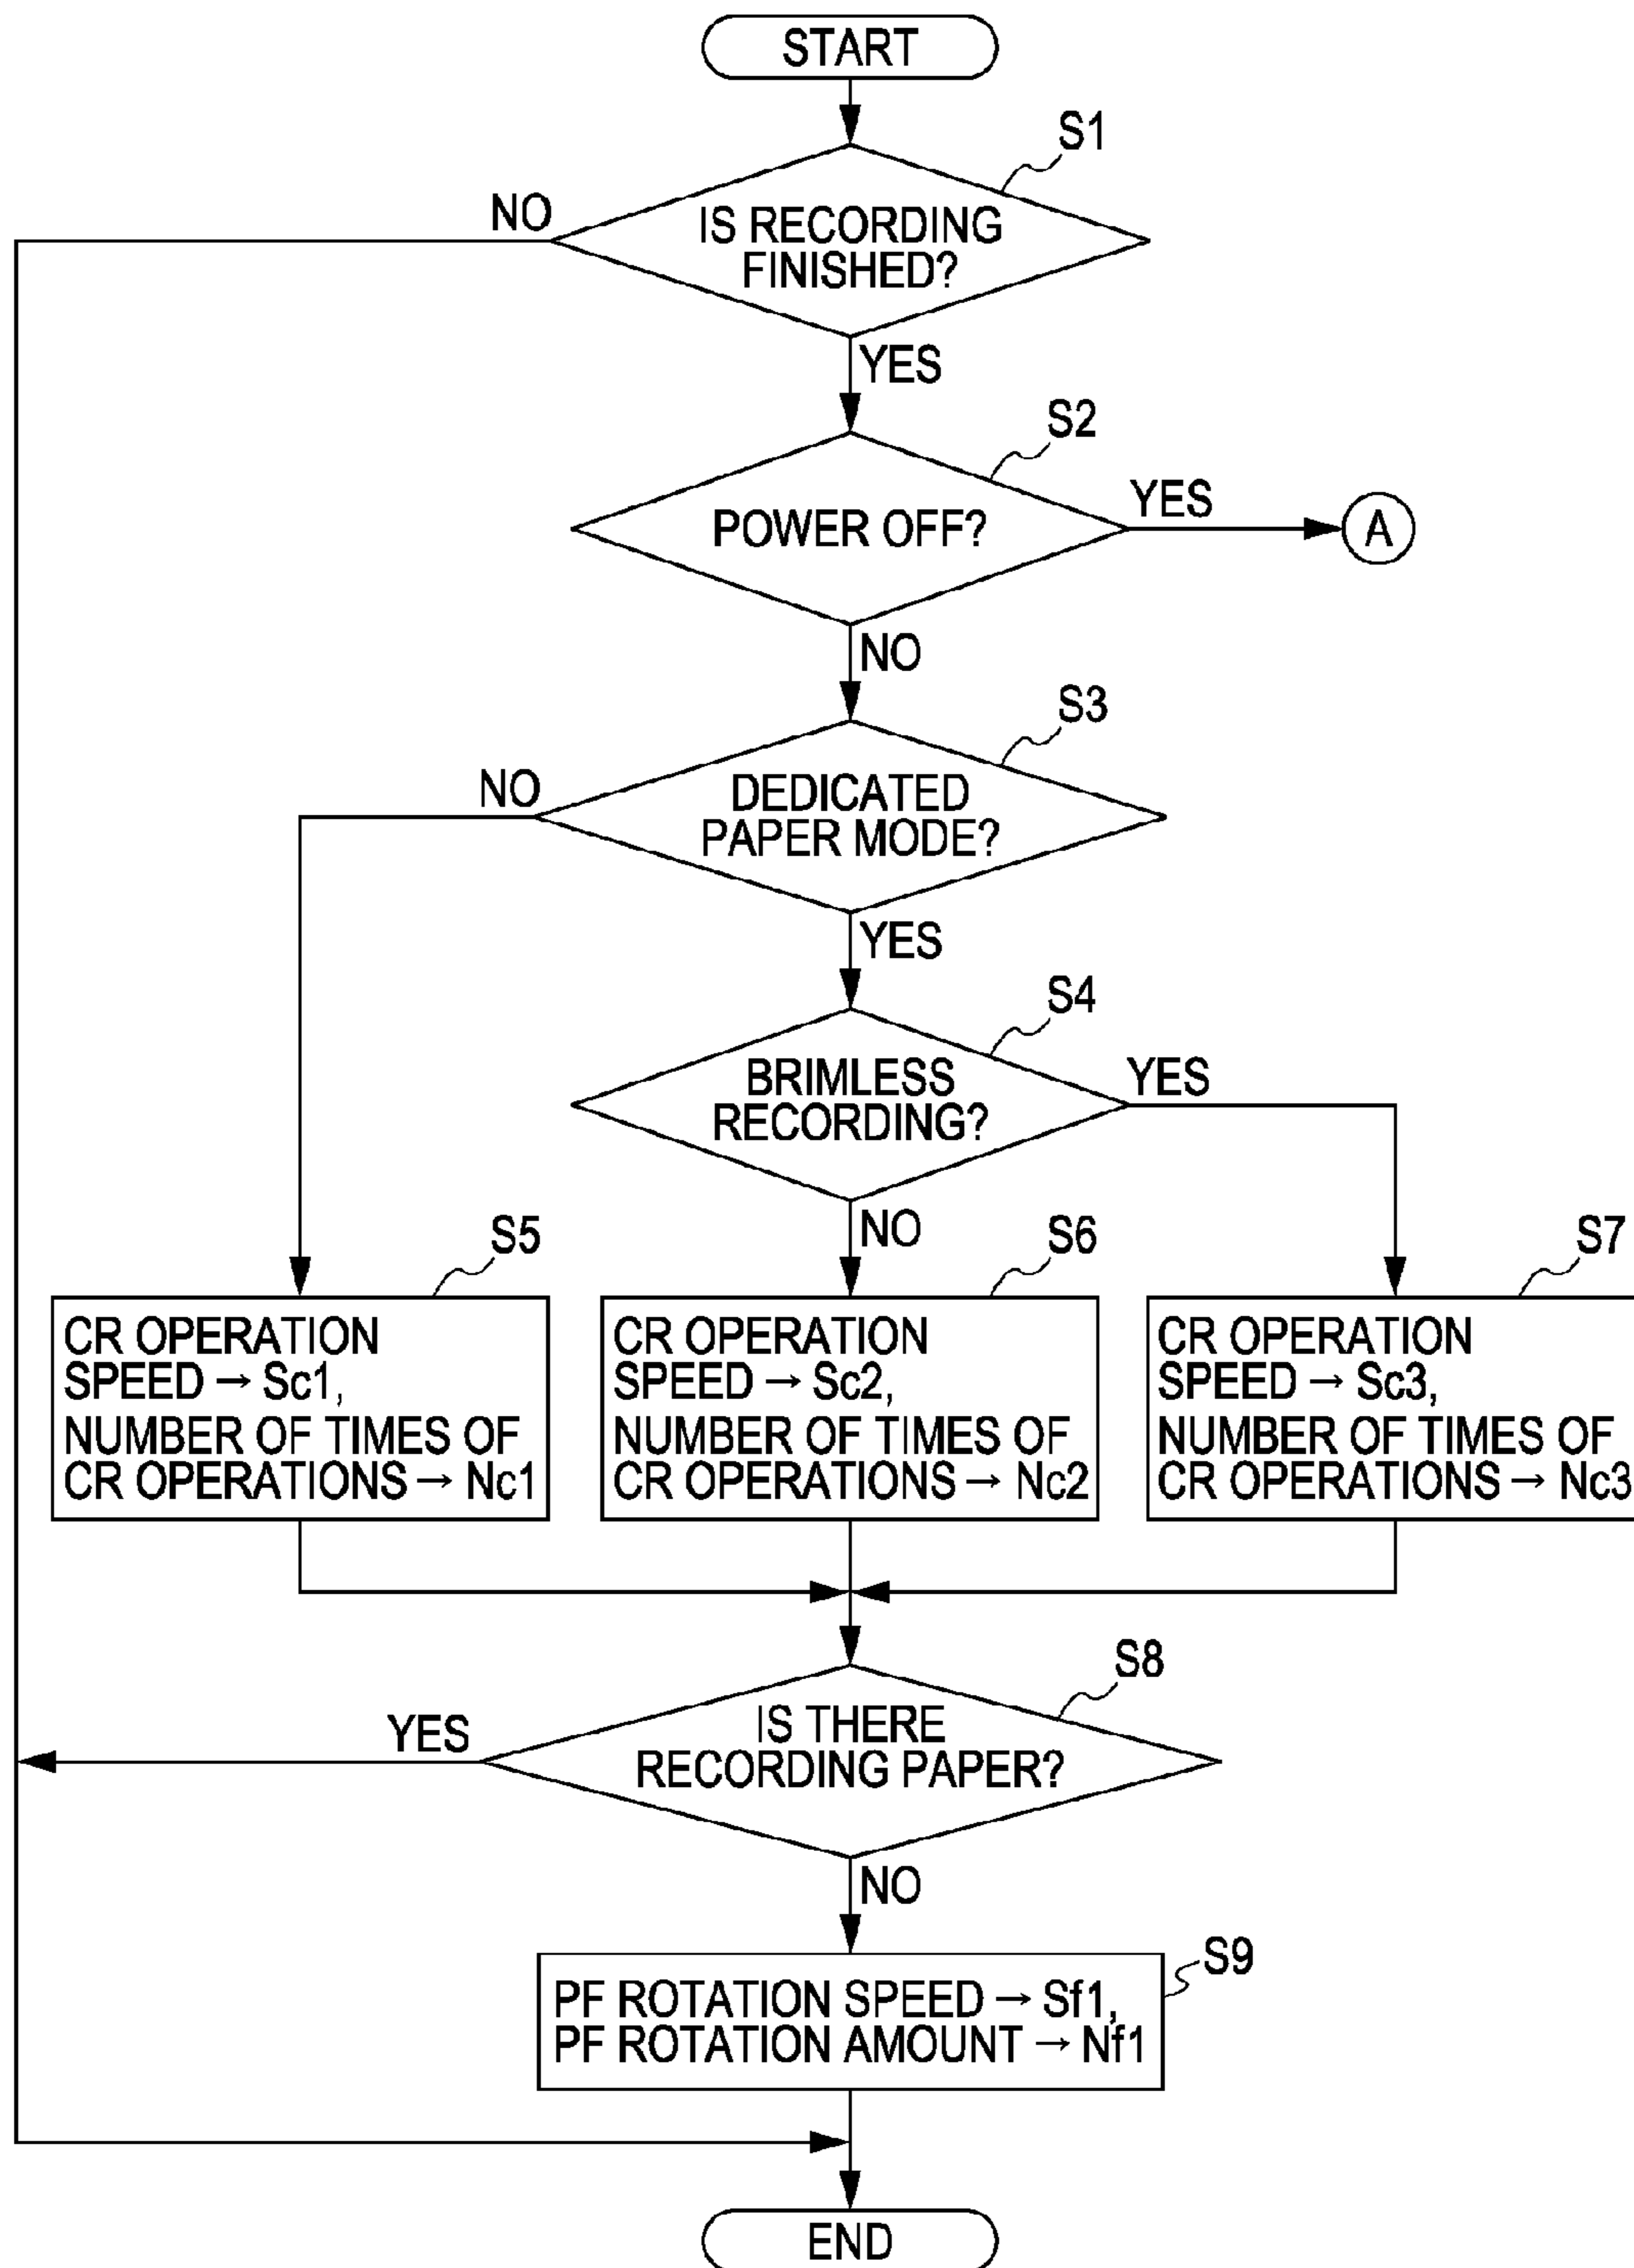 START
S1
NO
IS RECORDING
FINISHED?
YES
S2
POWER OFF?
YES
A
NO
S3
NO
DEDICATED
PAPER MODE?
YES
S4
BRIMLESS
RECORDING?
YES
NO
S5
S6
S7
CR OPERATION
SPEED → Sc1,
NUMBER OF TIMES OF
CR OPERATIONS → Nc1
CR OPERATION
SPEED → Sc2,
NUMBER OF TIMES OF
CR OPERATIONS → Nc2
CR OPERATION
SPEED → Sc3,
NUMBER OF TIMES OF
CR OPERATIONS → Nc3
S8
YES
IS THERE
RECORDING PAPER?
NO
S9
PF ROTATION SPEED → Sf1,
PF ROTATION AMOUNT → Nf1
END